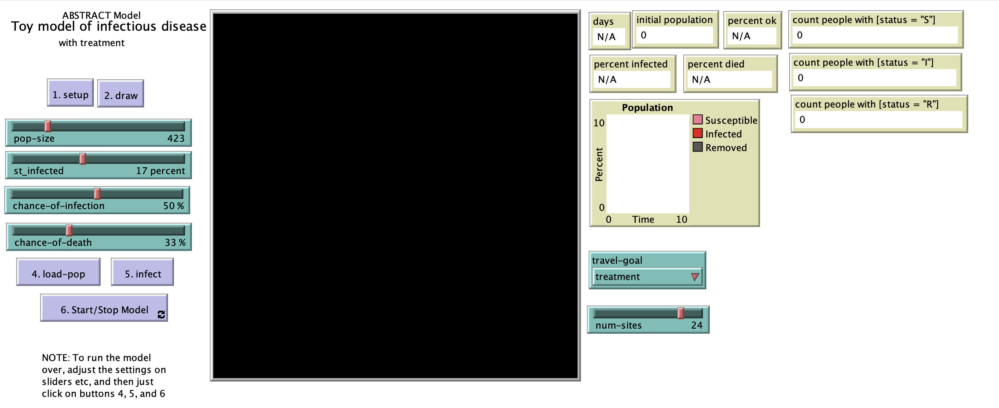 ABSTRACT Model
Toy model of infectious disease
with treatment
1. setup
2. draw
pop-size 423
st_infected 17 percent
chance-of-infection 50 %
chance-of-death 33 %
4. load-pop
5. infect
6. Start/Stop Model
NOTE: To run the model
over, adjust the settings on
sliders etc, and then just
click on buttons 4, 5, and 6
days
N/A
initial population
0
percent ok
N/A
count people with [status = "S"]
0
percent infected
N/A
percent died
N/A
count people with [status = "I"]
0
count people with [status = "R"]
0
Population
10
Percent
0
0 Time 10
Susceptible
Infected
Removed
travel-goal
treatment
num-sites 24